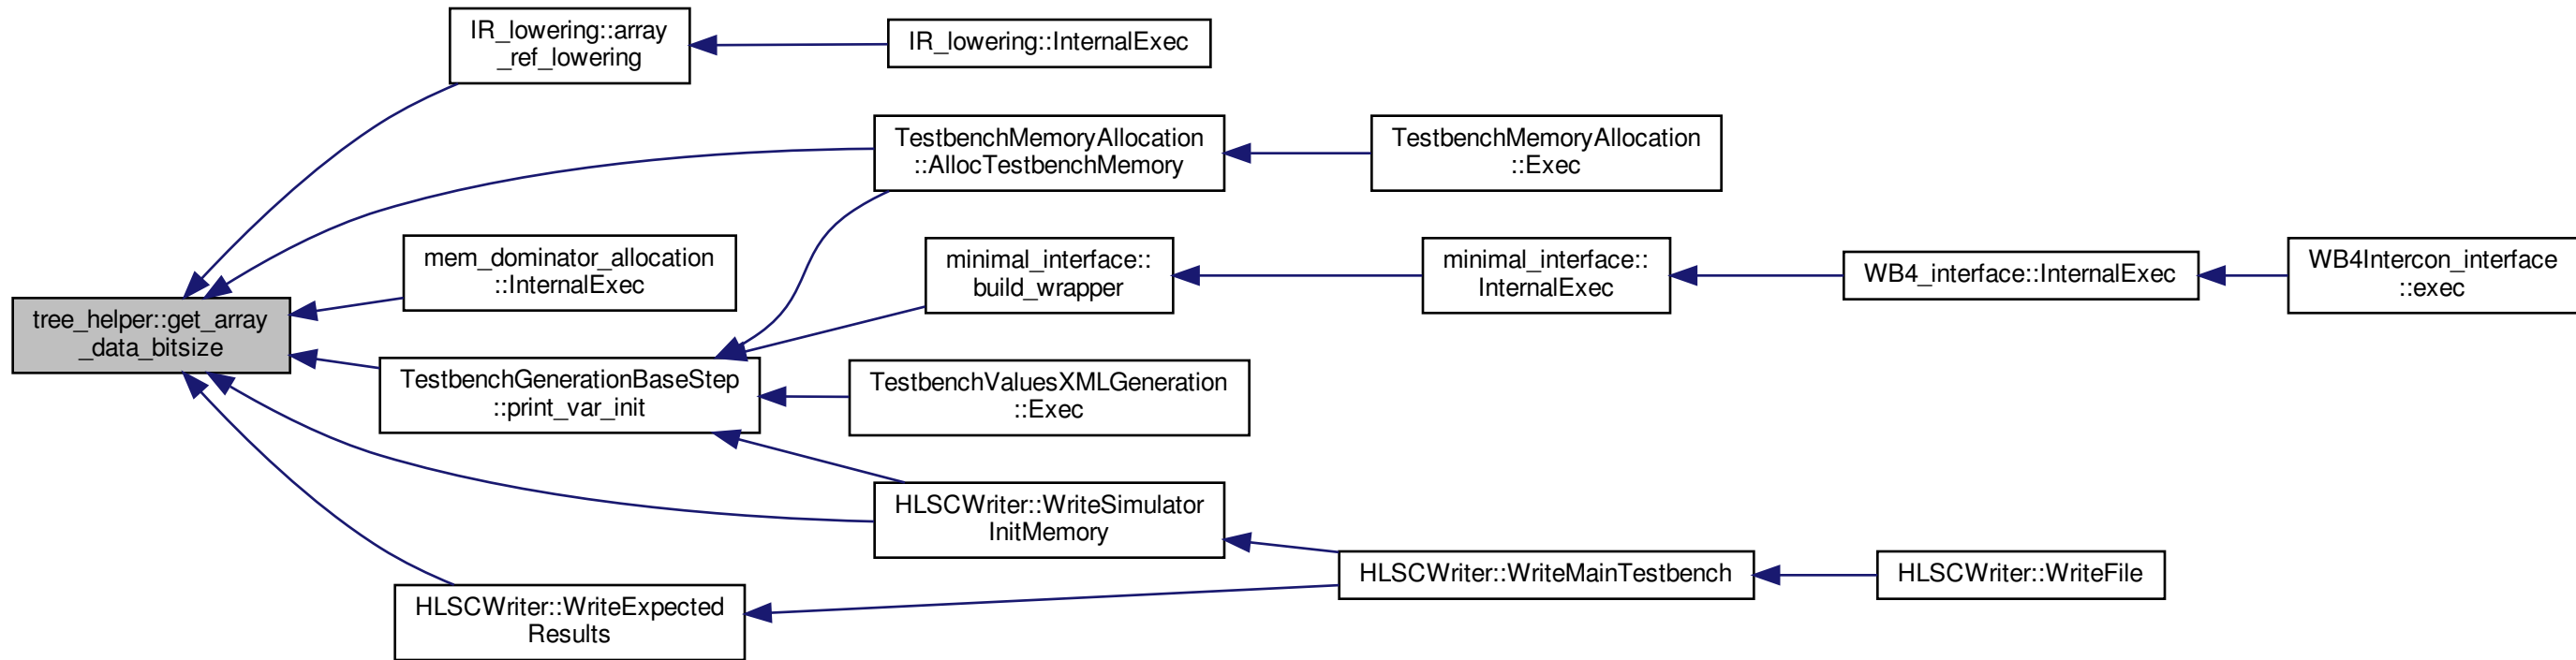 IR_lowering::array
_ref_lowering
IR_lowering::InternalExec
TestbenchMemoryAllocation
::AllocTestbenchMemory
TestbenchMemoryAllocation
::Exec
mem_dominator_allocation
::InternalExec
minimal_interface::
build_wrapper
minimal_interface::
InternalExec
WB4_interface::InternalExec
WB4Intercon_interface
::exec
tree_helper::get_array
_data_bitsize
TestbenchGenerationBaseStep
::print_var_init
TestbenchValuesXMLGeneration
::Exec
HLSCWriter::WriteSimulator
InitMemory
HLSCWriter::WriteMainTestbench
HLSCWriter::WriteFile
HLSCWriter::WriteExpected
Results